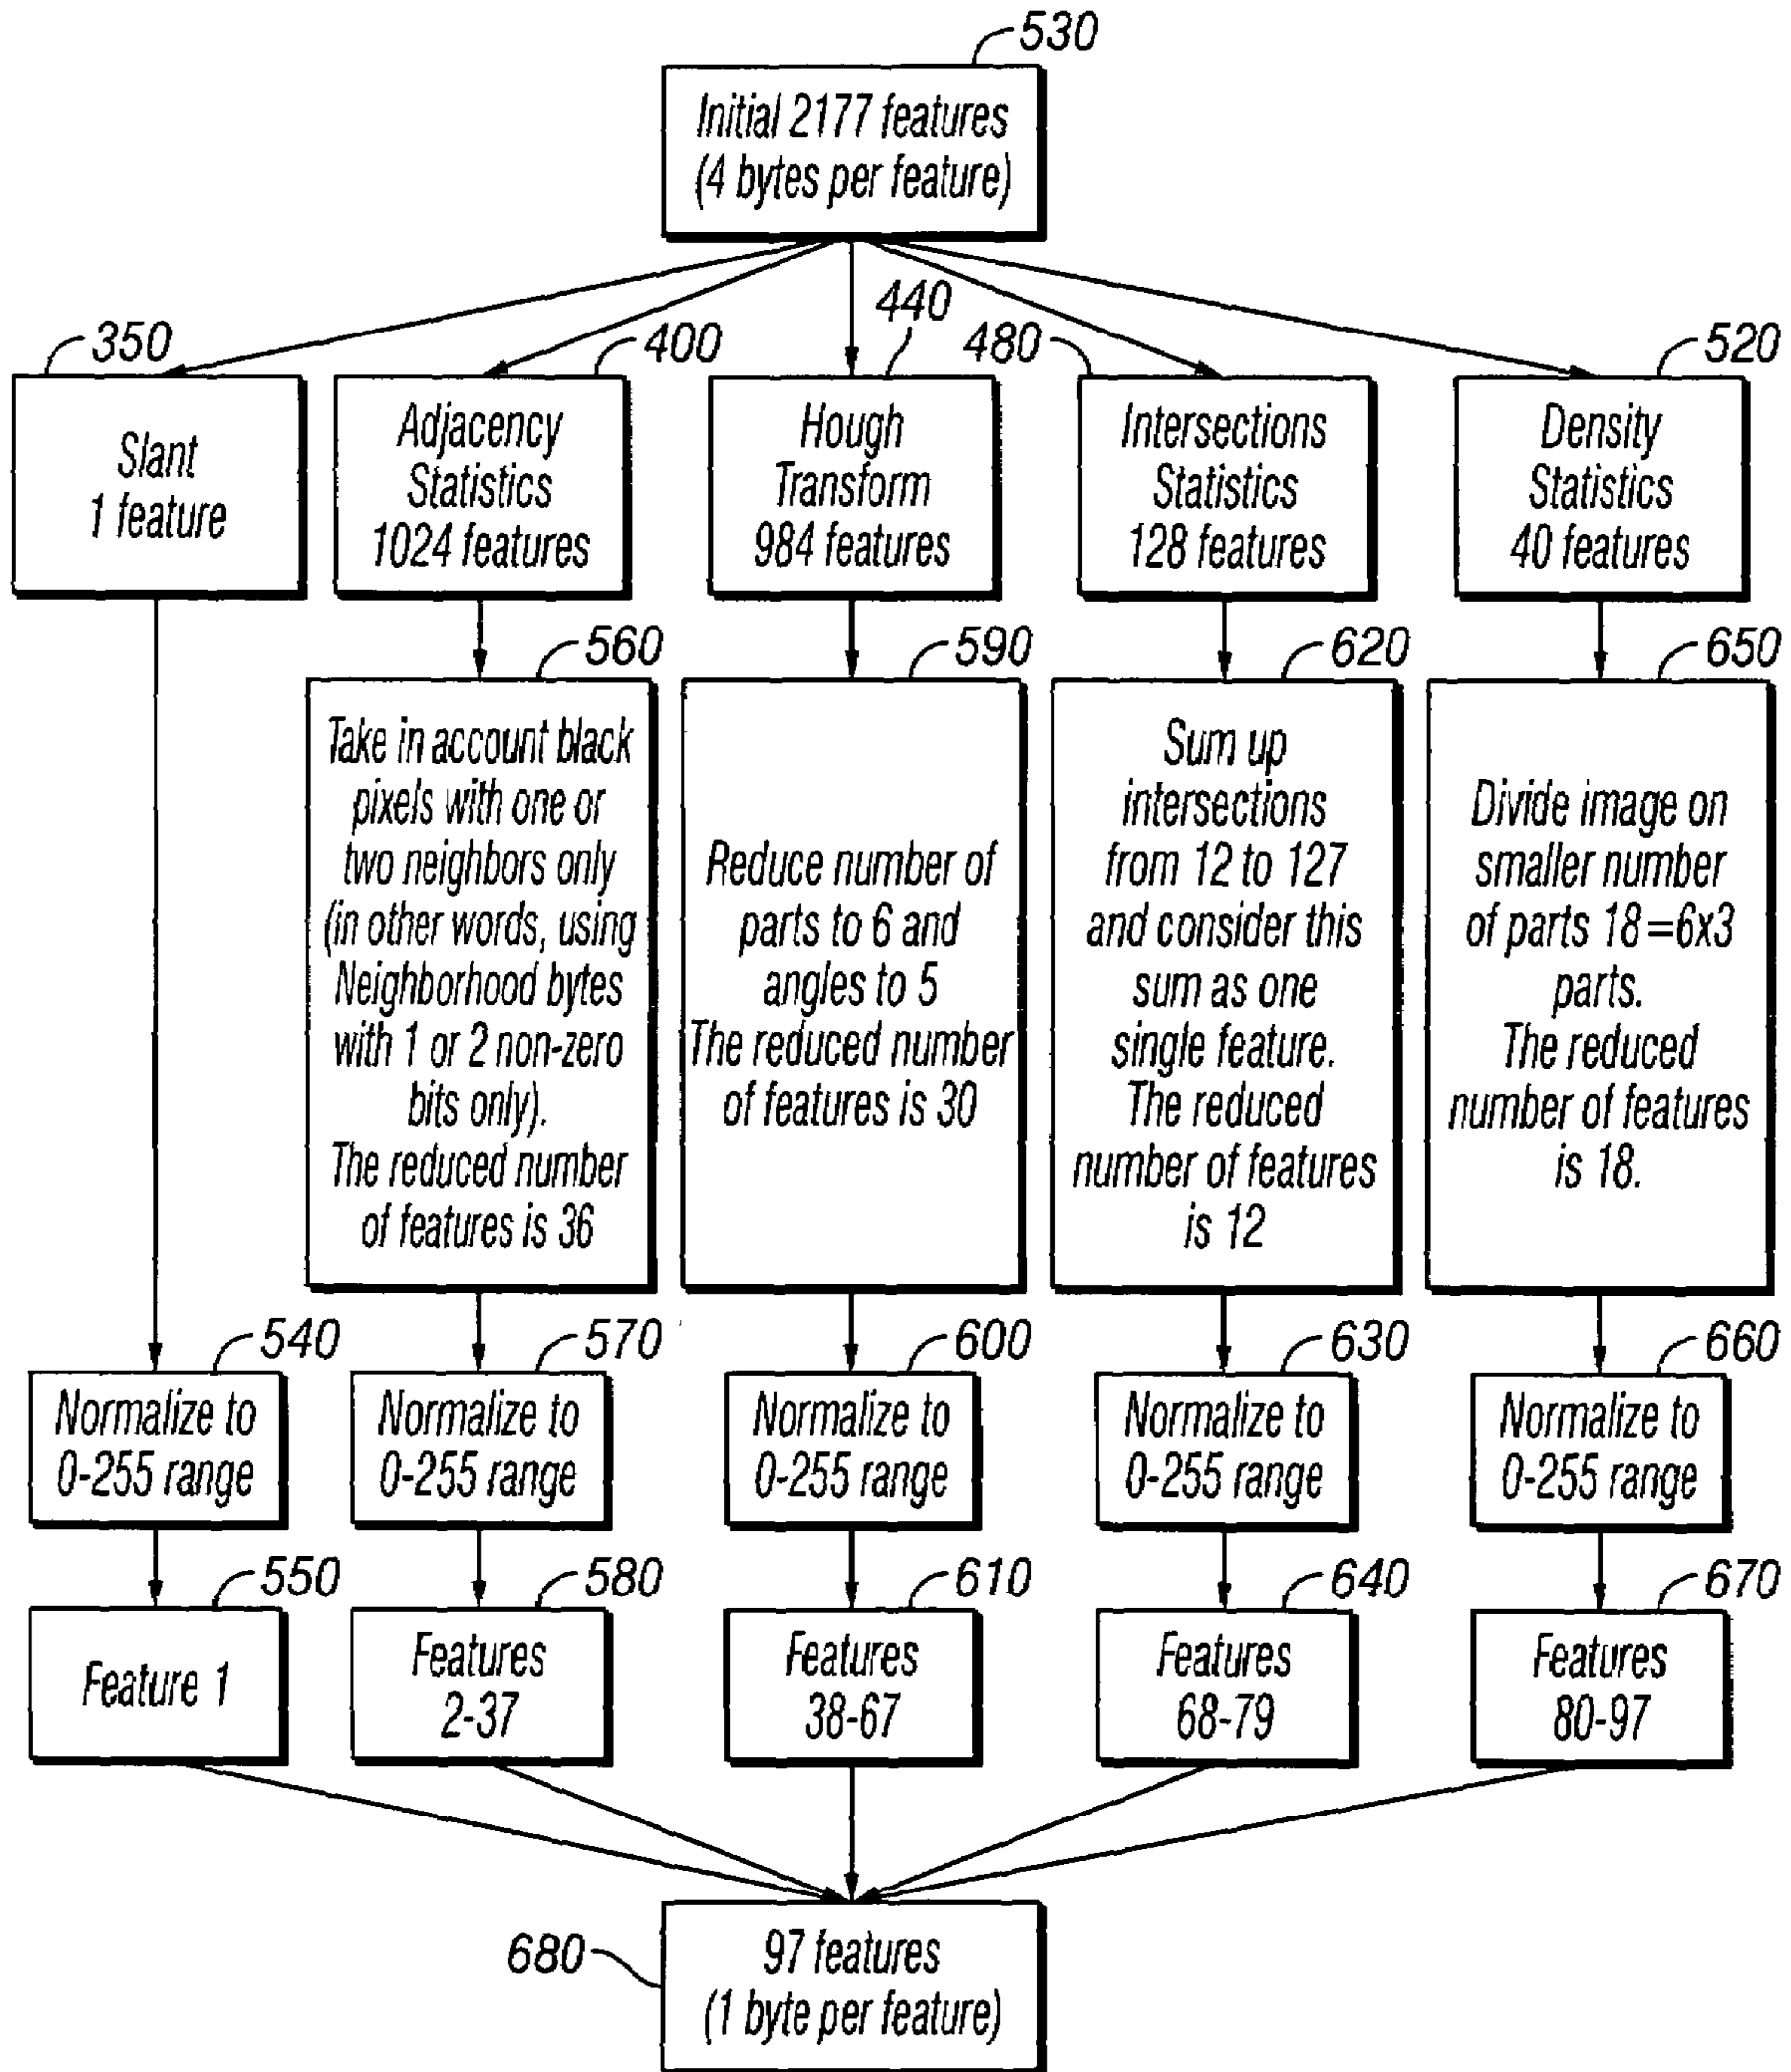 530
Initial 2177 features
(4 bytes per feature)
350
400
440
480
520
Slant
1 feature
Adjacency
Statistics
1024 features
Hough
Transform
984 features
Intersections
Statistics
128 features
Density
Statistics
40 features
560
590
620
650
Take in account black
pixels with one or
two neighbors only
(in other words, using
Neighborhood bytes
with 1 or 2 non-zero
bits only).
The reduced number
of features is 36
Reduce number of
parts to 6 and
angles to 5
The reduced number
of features is 30
Sum up
intersections
from 12 to 127
and consider this
sum as one
single feature.
The reduced
number of features
is 12
Divide image on
smaller number
of parts 18=6x3
parts.
The reduced
number of features
is 18.
540
570
600
630
660
Normalize to
0-255 range
Normalize to
0-255 range
Normalize to
0-255 range
Normalize to
0-255 range
Normalize to
0-255 range
550
580
610
640
670
Feature 1
Features
2-37
Features
38-67
Features
68-79
Features
80-97
680
97 features
(1 byte per feature)